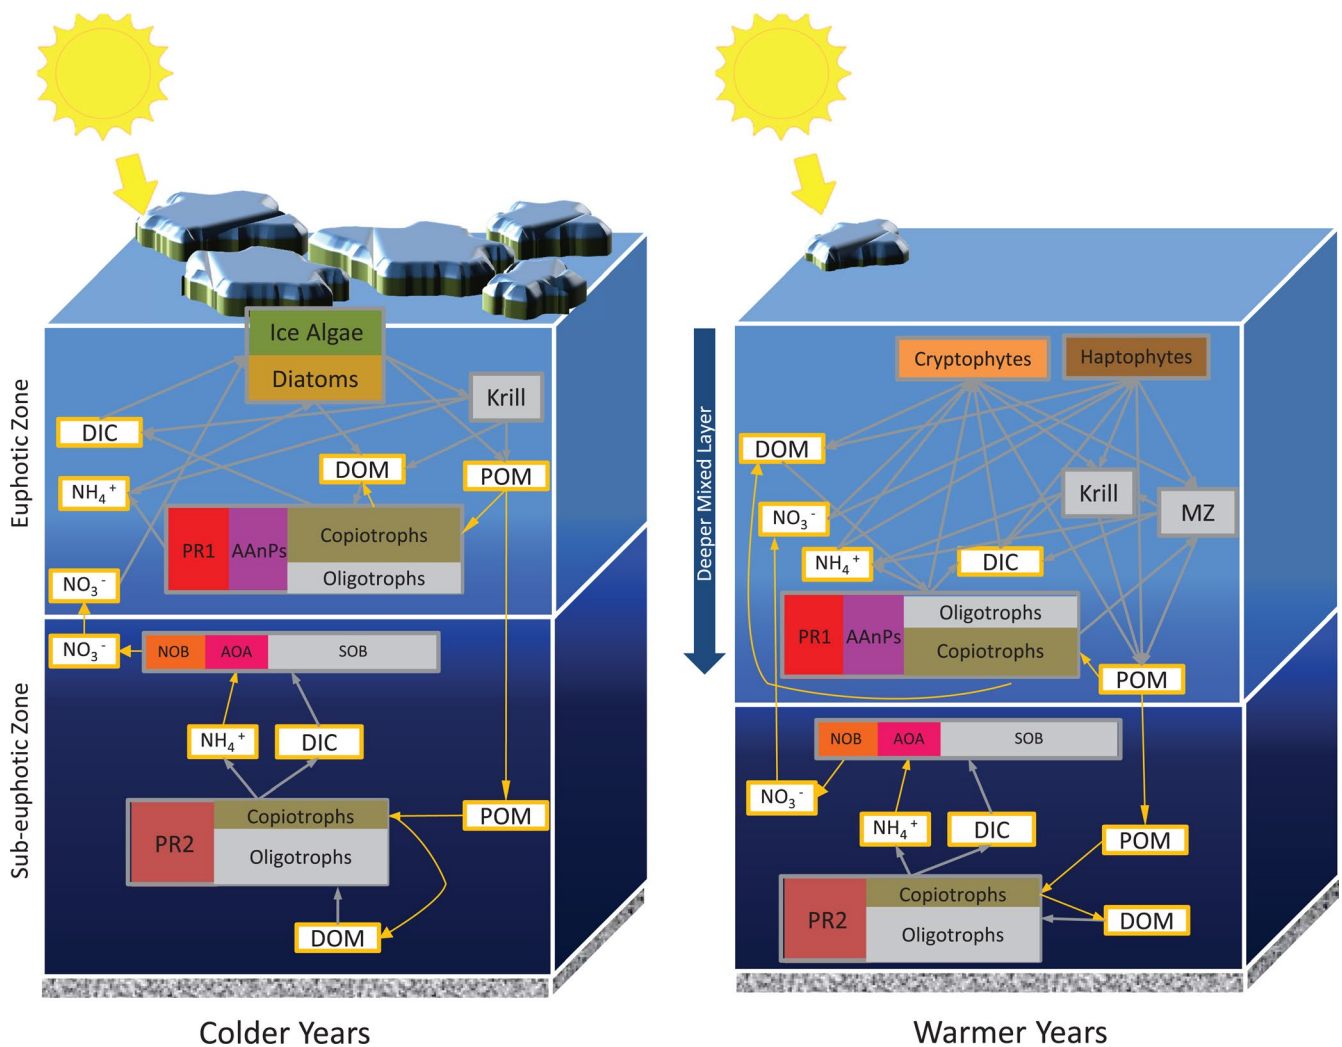 Euphotic Zone
Sub-euphotic Zone
Ice Algae
Diatoms
Krill
DIC
DOM
POM
NH₄⁺
PR1
AAnPs
Copiotrophs
Oligotrophs
NO₃⁻
NO₃⁻
NOB
AOA
SOB
NH₄⁺
DIC
PR2
Copiotrophs
Oligotrophs
POM
DOM
Colder Years
Deeper Mixed Layer
Cryptophytes
Haptophytes
DOM
Krill
MZ
NO₃⁻
NH₄⁺
DIC
PR1
AAnPs
Oligotrophs
Copiotrophs
POM
NOB
AOA
SOB
NO₃⁻
NH₄⁺
DIC
POM
PR2
Copiotrophs
Oligotrophs
DOM
Warmer Years